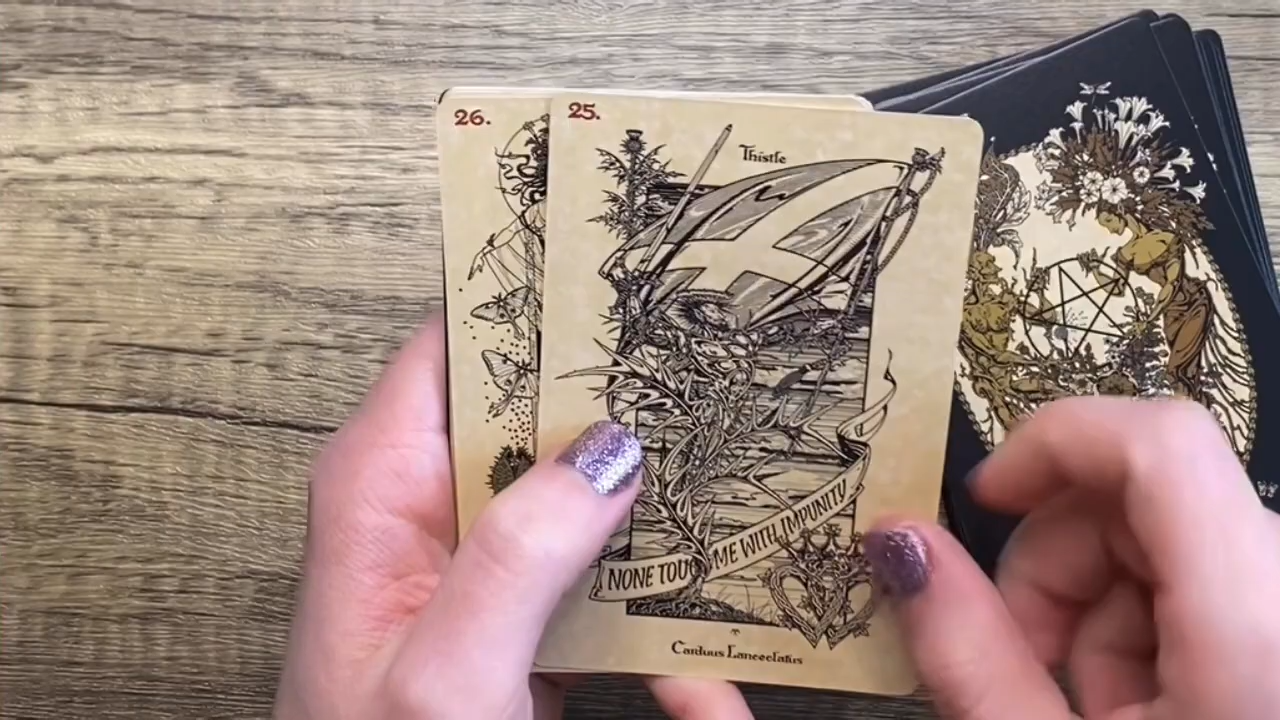 26.
25.
Thistle
NONE TOUC ME WITH IMPUNITY
Carduus Lanceolatus